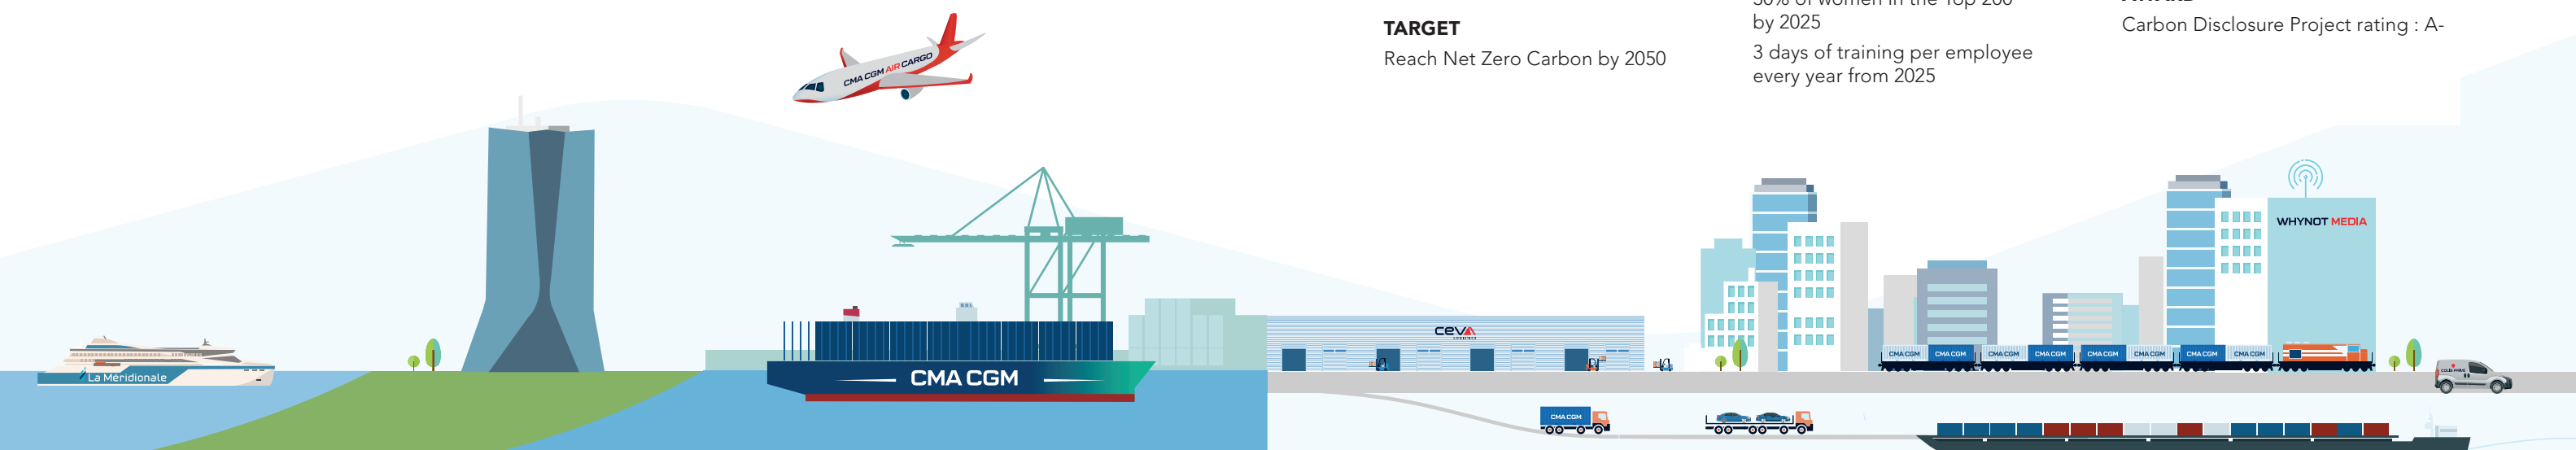 TARGET
Reach Net Zero Carbon by 2050
by 2025
3 days of training per employee
every year from 2025
Carbon Disclosure Project rating : A-
CMA CGM AIR CARGO
WHYNOT MEDIA
CEVA
LOGISTICS
La Méridionale
CMA CGM
CMA CGM
CMA CGM
CMA CGM
CMA CGM
CMA CGM
CMA CGM
CMA CGM
CMA CGM
CMA CGM